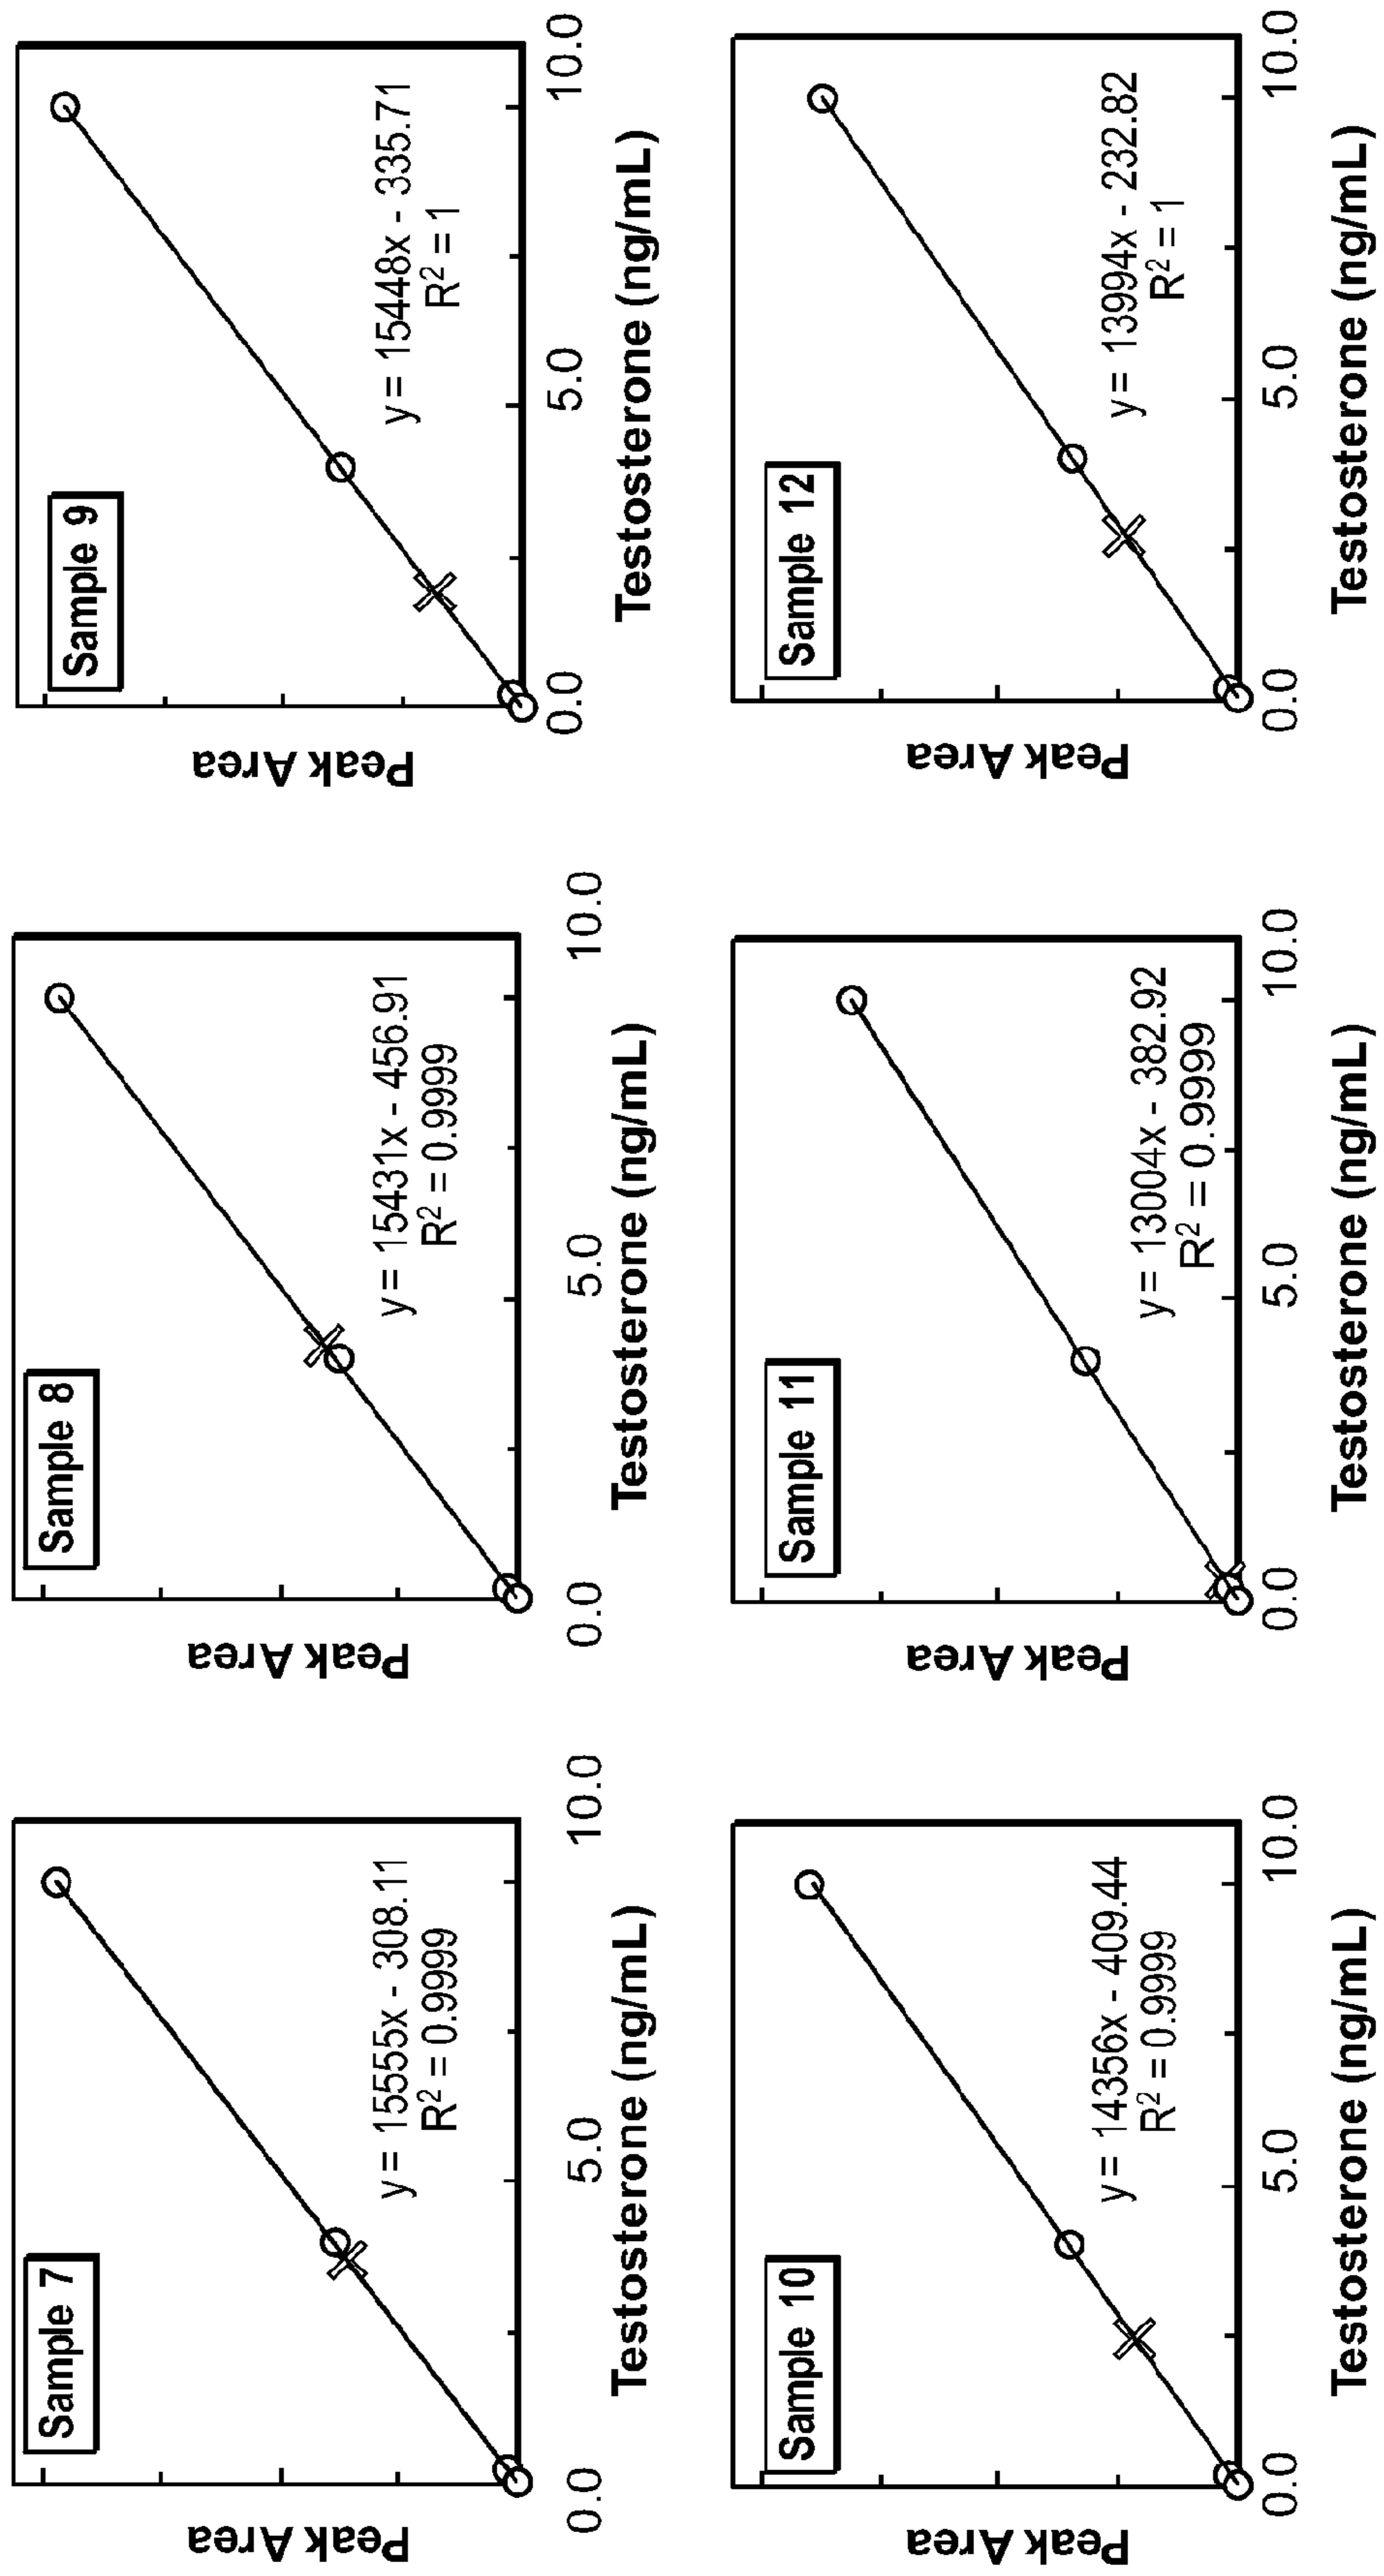 Sample 7
Peak Area
y = 15555x - 308.11
R² = 0.9999
0.0 5.0 10.0
Testosterone (ng/mL)
Sample 8
Peak Area
y = 15431x - 456.91
R² = 0.9999
0.0 5.0 10.0
Testosterone (ng/mL)
Sample 9
Peak Area
y = 15448x - 335.71
R² = 1
0.0 5.0 10.0
Testosterone (ng/mL)
Sample 10
Peak Area
y = 14356x - 409.44
R² = 0.9999
0.0 5.0 10.0
Testosterone (ng/mL)
Sample 11
Peak Area
y = 13004x - 382.92
R² = 0.9999
0.0 5.0 10.0
Testosterone (ng/mL)
Sample 12
Peak Area
y = 13994x - 232.82
R² = 1
0.0 5.0 10.0
Testosterone (ng/mL)